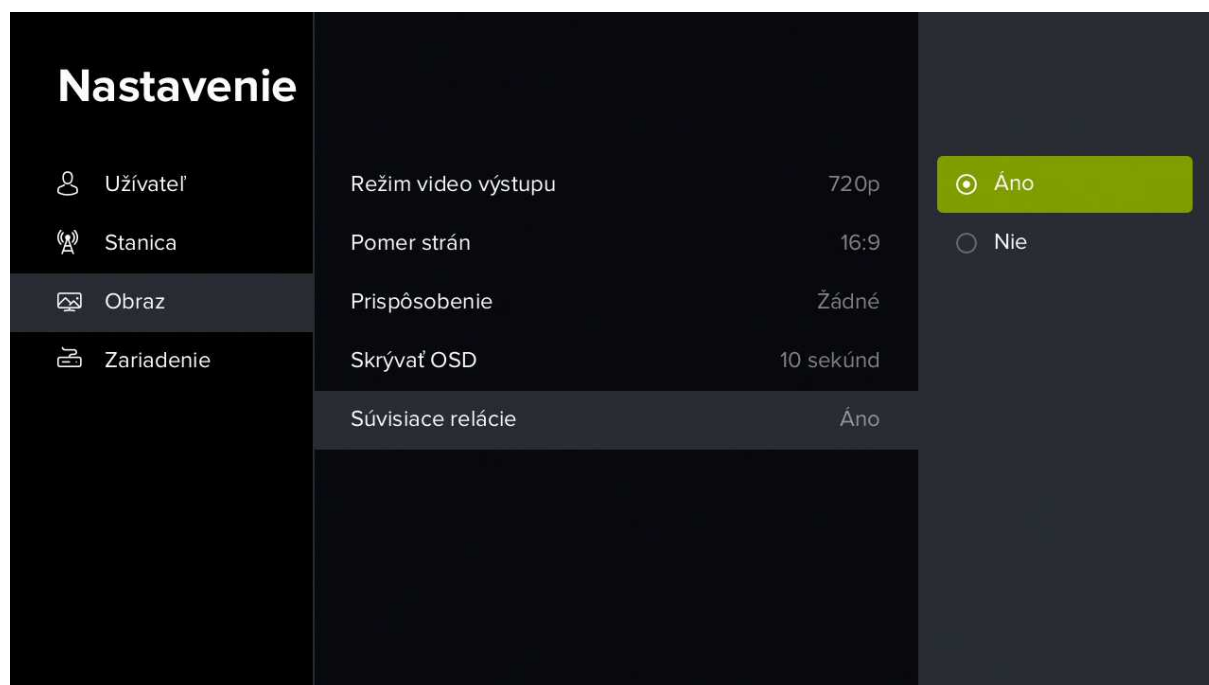 Nastavenie
Užívateľ
Stanica
Obraz
Zariadenie
Režim video výstupu 720p
Pomer strán 16:9
Prispôsobenie Žádné
Skrývať OSD 10 sekúnd
Súvisiace relácie Áno
Áno
Nie